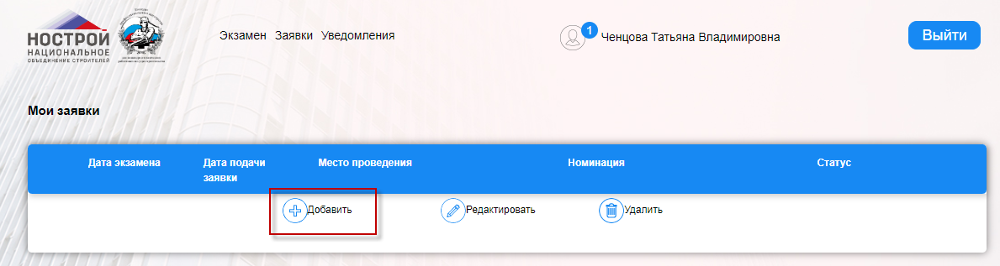 НОСТРОЙ
НАЦИОНАЛЬНОЕ
ОБЪЕДИНЕНИЕ СТРОИТЕЛЕЙ
Экзамен Заявки Уведомления
1
Ченцова Татьяна Владимировна
Выйти
Мои заявки
Дата экзамена
Дата подачи
заявки
Место проведения
Номинация
Статус
Добавить
Редактировать
Удалить